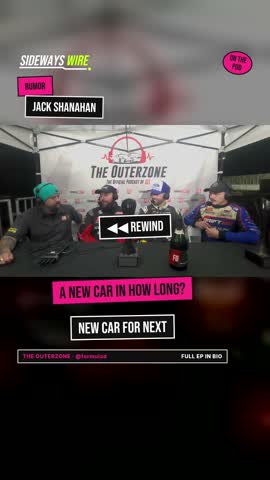 SIDEWAYS WIRE
ON THE POD
RUMOR
JACK SHANAHAN
THE OUTERZONE
THE OFFICIAL PODCAST OF
REWIND
A NEW CAR IN HOW LONG?
NEW CAR FOR NEXT
THE OUTERZONE - @formulad
FULL EP IN BIO